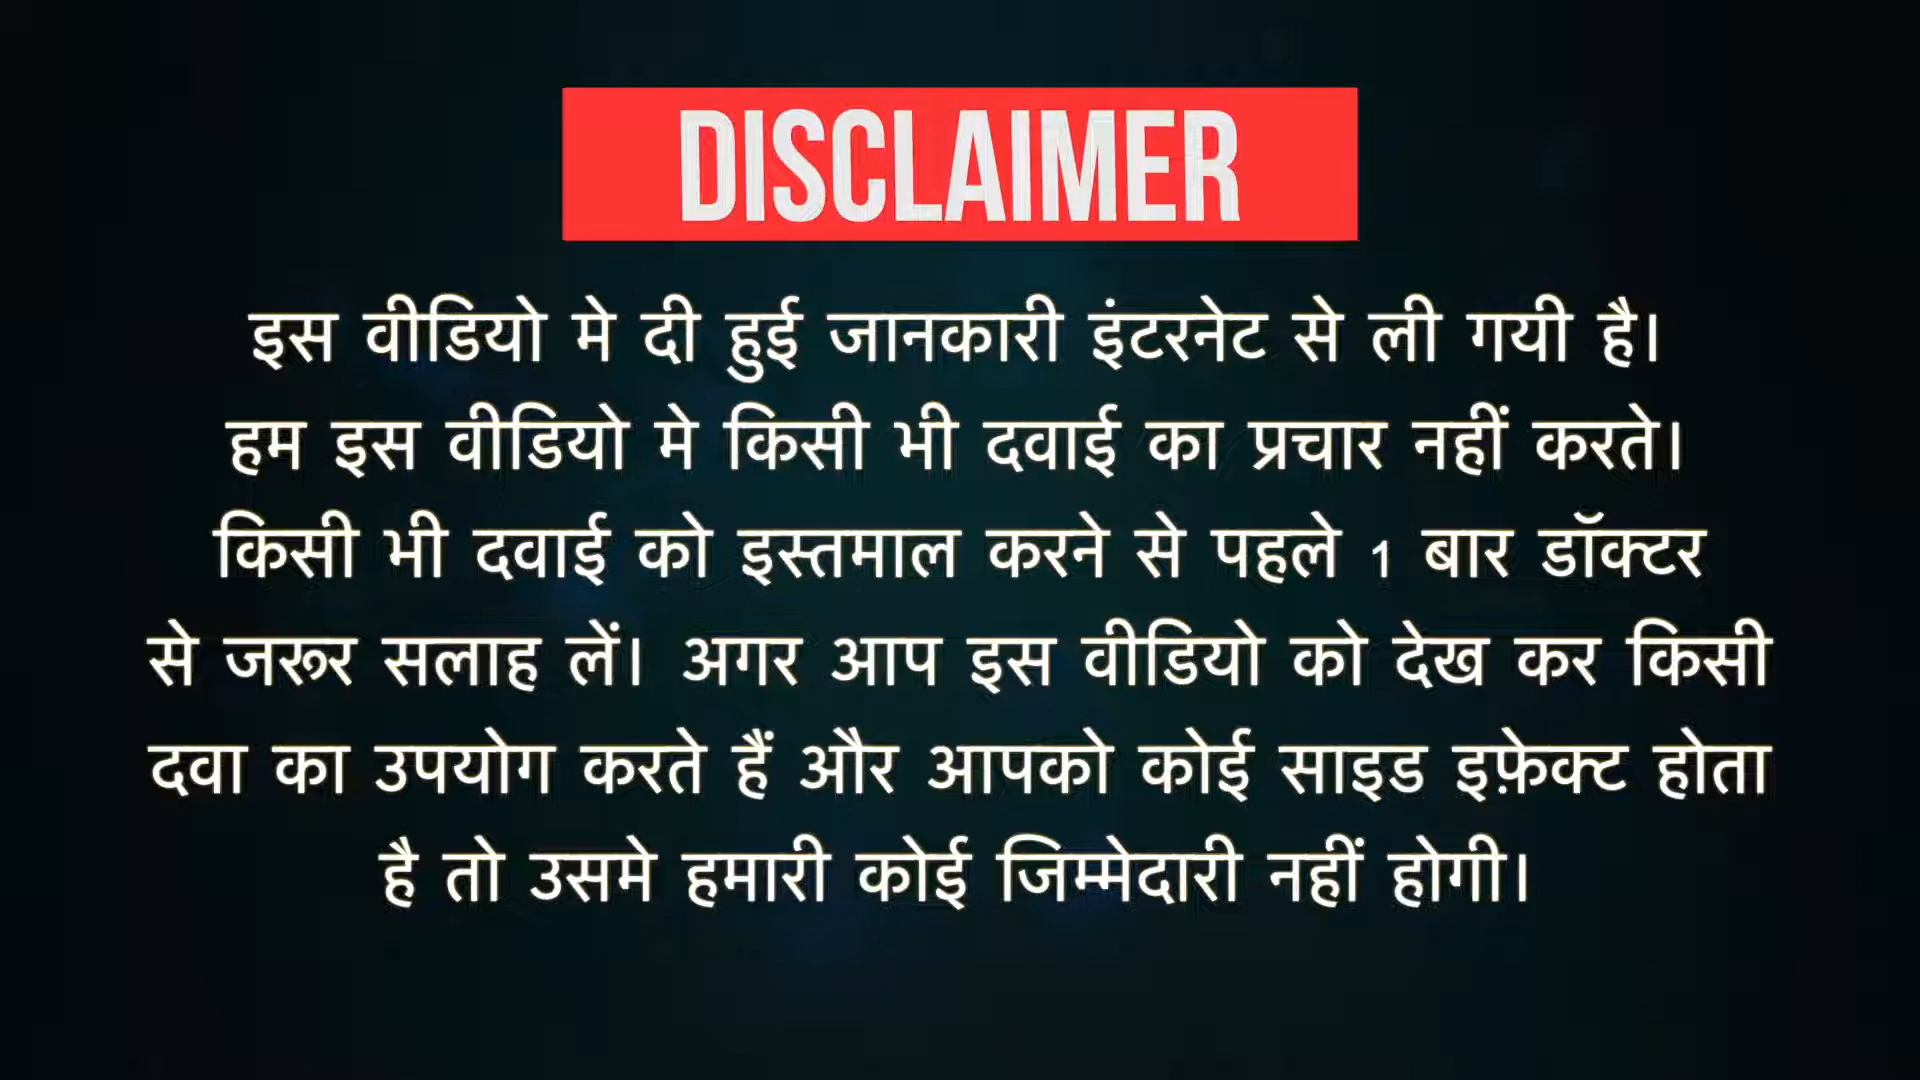 DISCLAIMER
इस वीडियो मे दी हुई जानकारी इंटरनेट से ली गयी है।
हम इस वीडियो मे किसी भी दवाई का प्रचार नहीं करते।
किसी भी दवाई को इस्तमाल करने से पहले 1 बार डॉक्टर
से जरूर सलाह लें। अगर आप इस वीडियो को देख कर किसी
दवा का उपयोग करते हैं और आपको कोई साइड इफ़ेक्ट होता
है तो उसमे हमारी कोई जिम्मेदारी नहीं होगी।